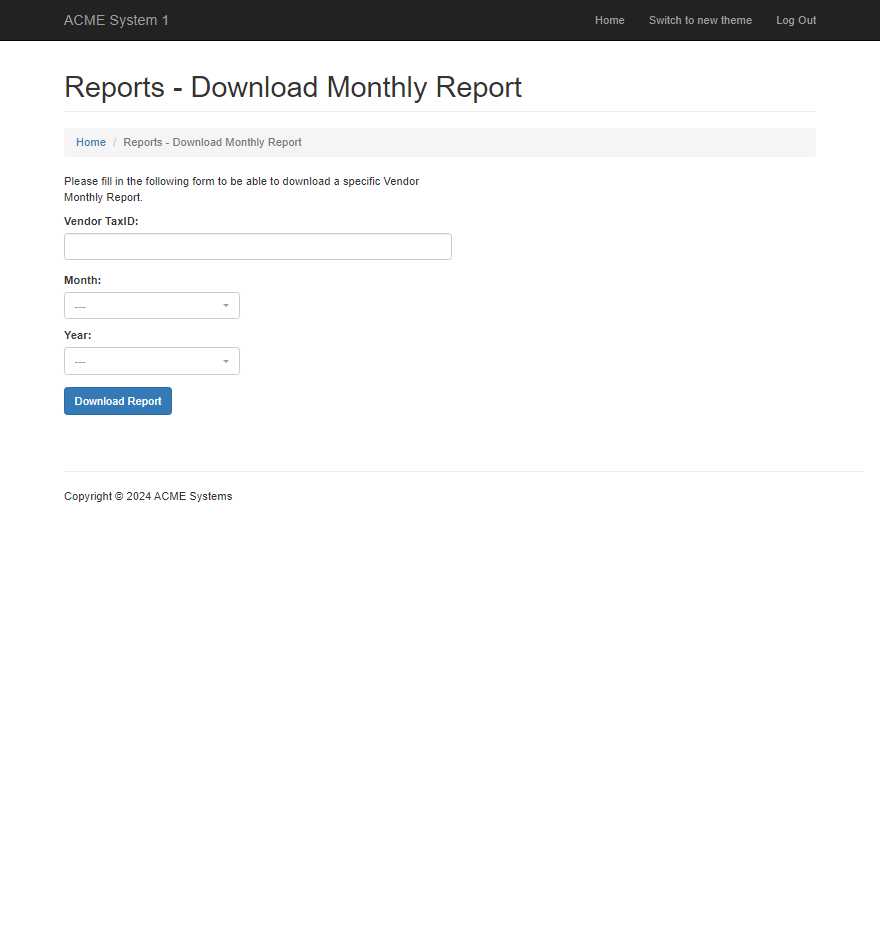 ACME System 1 Home Switch to new theme Log Out
Reports - Download Monthly Report
Home / Reports - Download Monthly Report
Please fill in the following form to be able to download a specific Vendor
Monthly Report.
Vendor TaxID:
Month:
---
Year:
---
Download Report
Copyright © 2024 ACME Systems